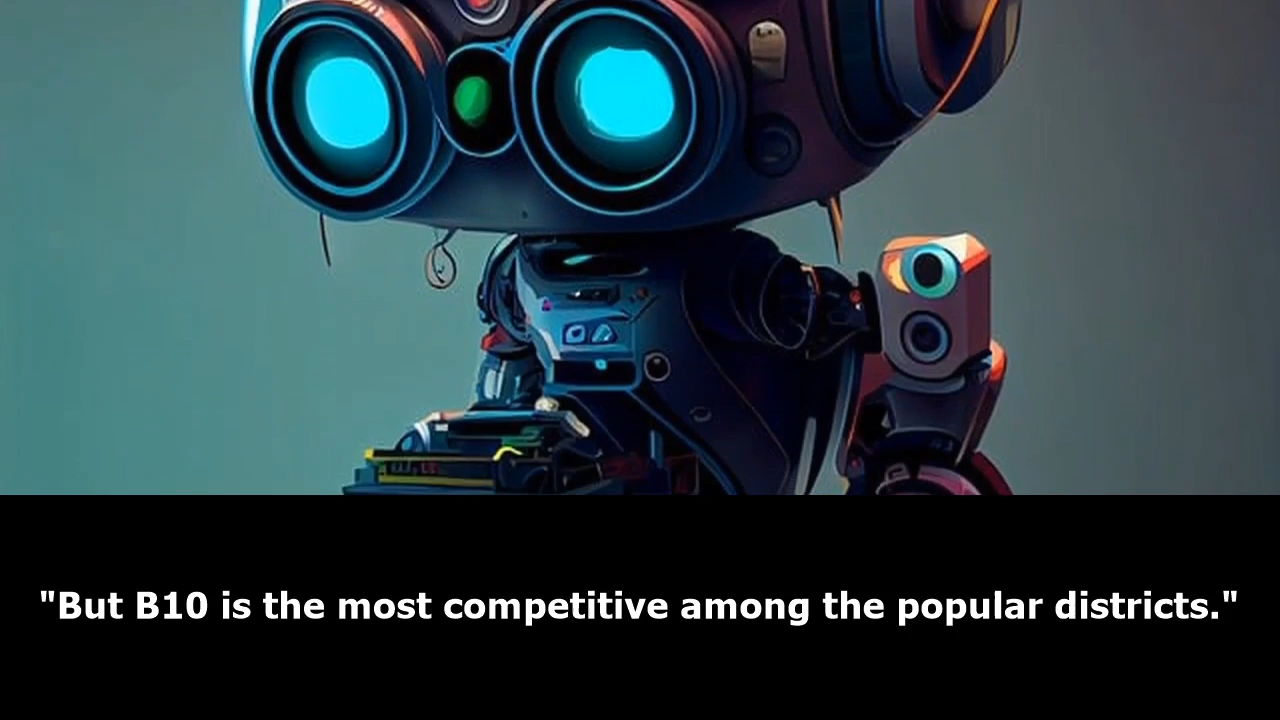 "But B10 is the most competitive among the popular districts."